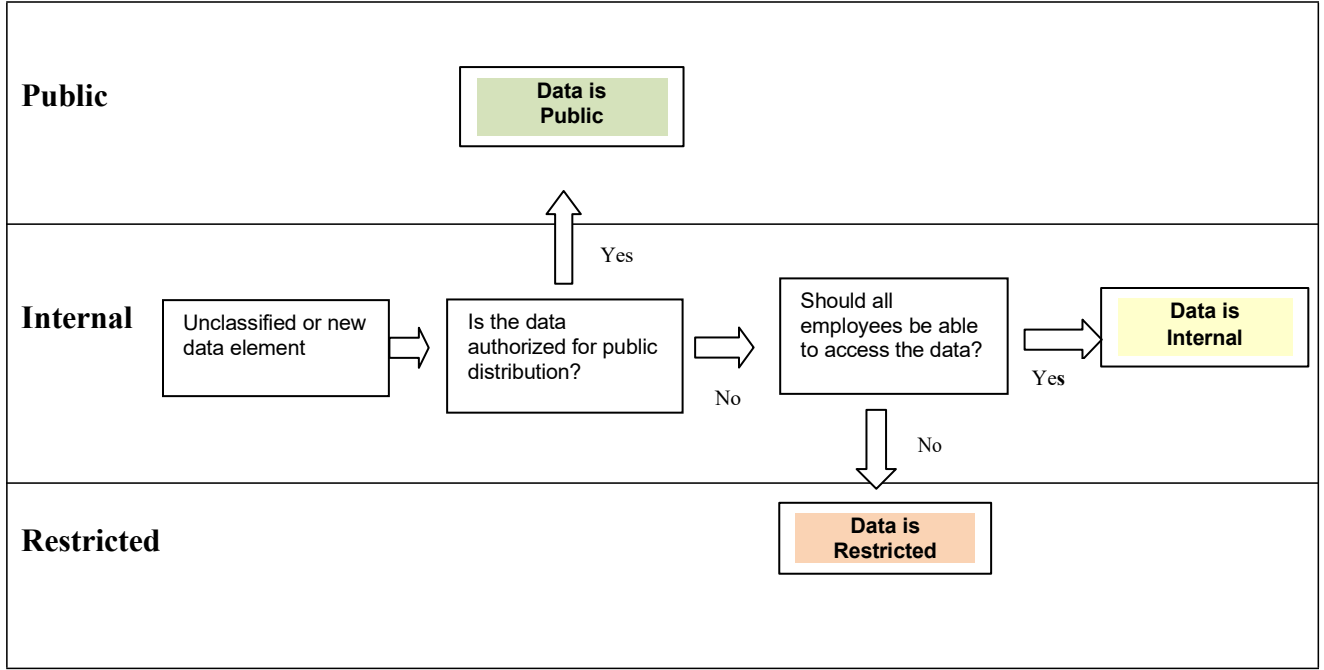 Public
Data is
Public
Yes
Internal
Unclassified or new
data element
Is the data
authorized for public
distribution?
No
Should all
employees be able
to access the data?
Yes
Data is
Internal
No
Restricted
Data is
Restricted